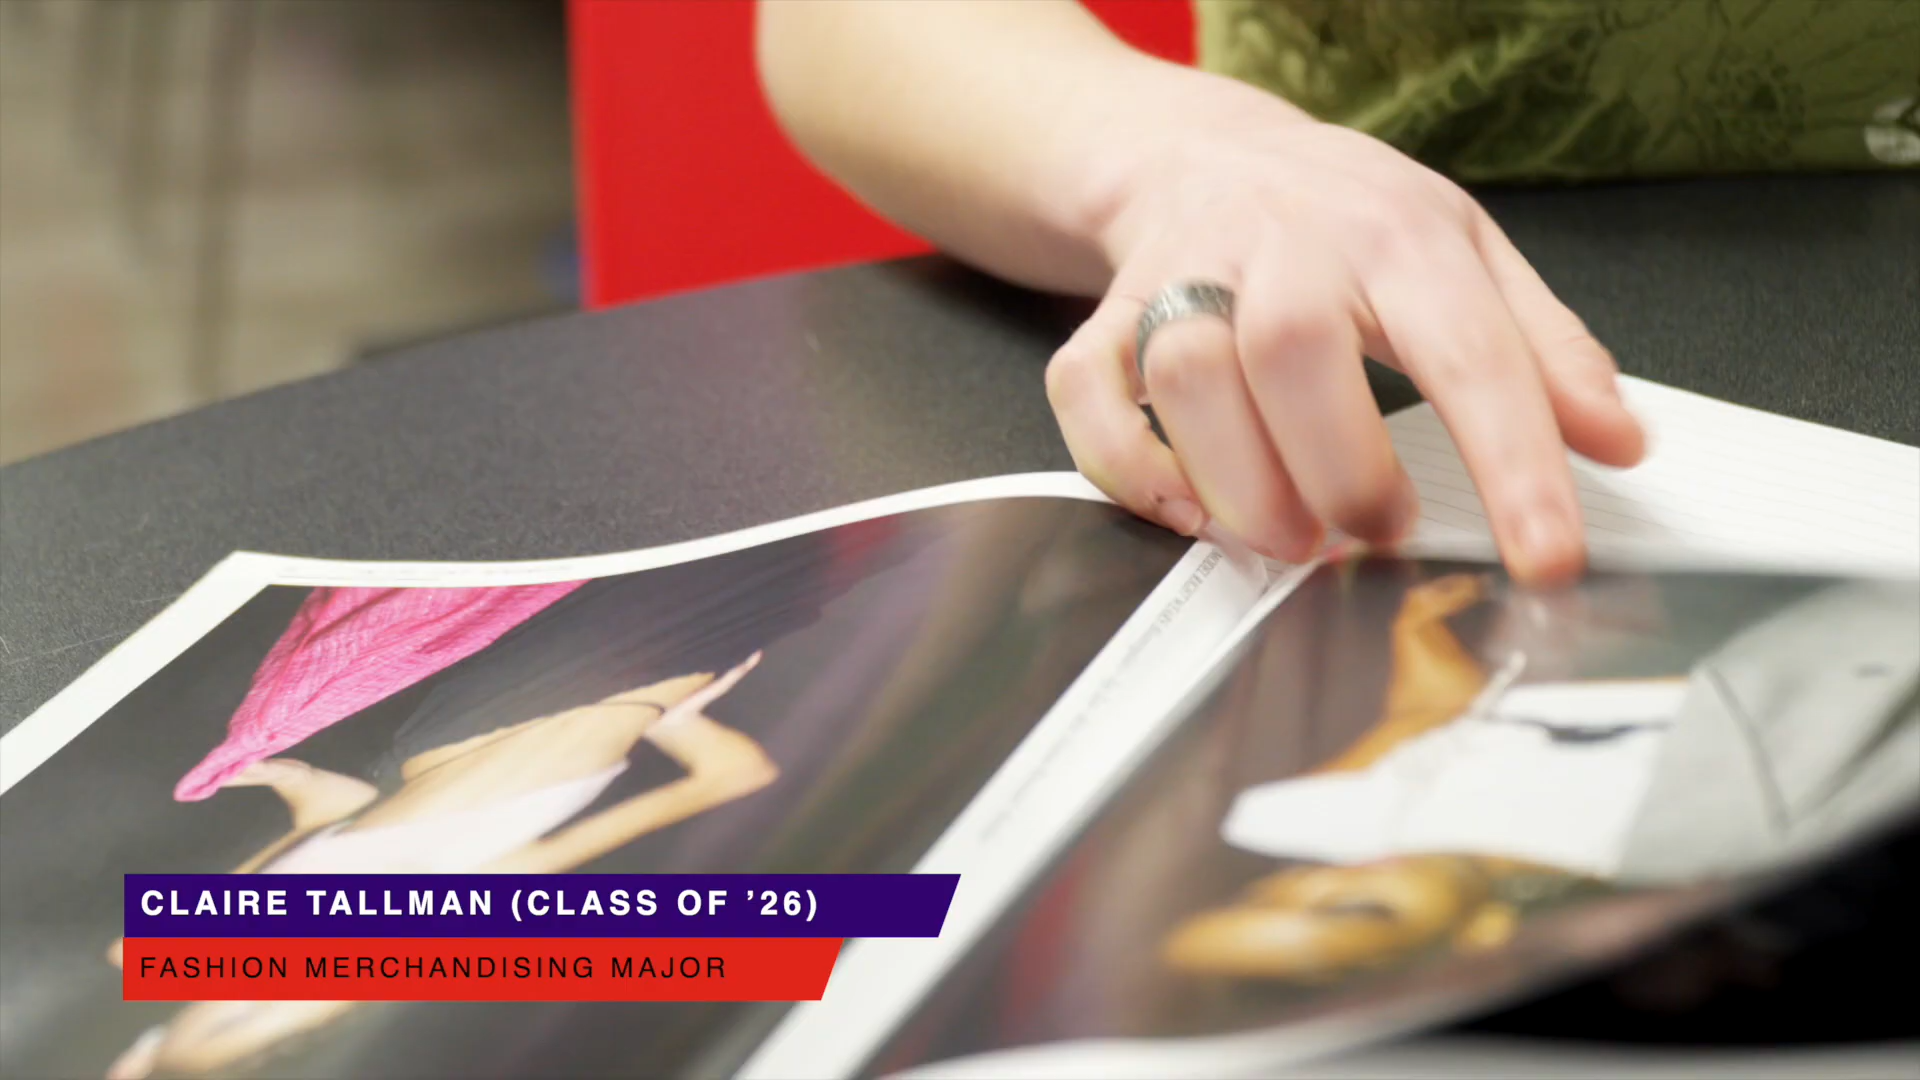 CLAIRE TALLMAN (CLASS OF ’26)
FASHION MERCHANDISING MAJOR